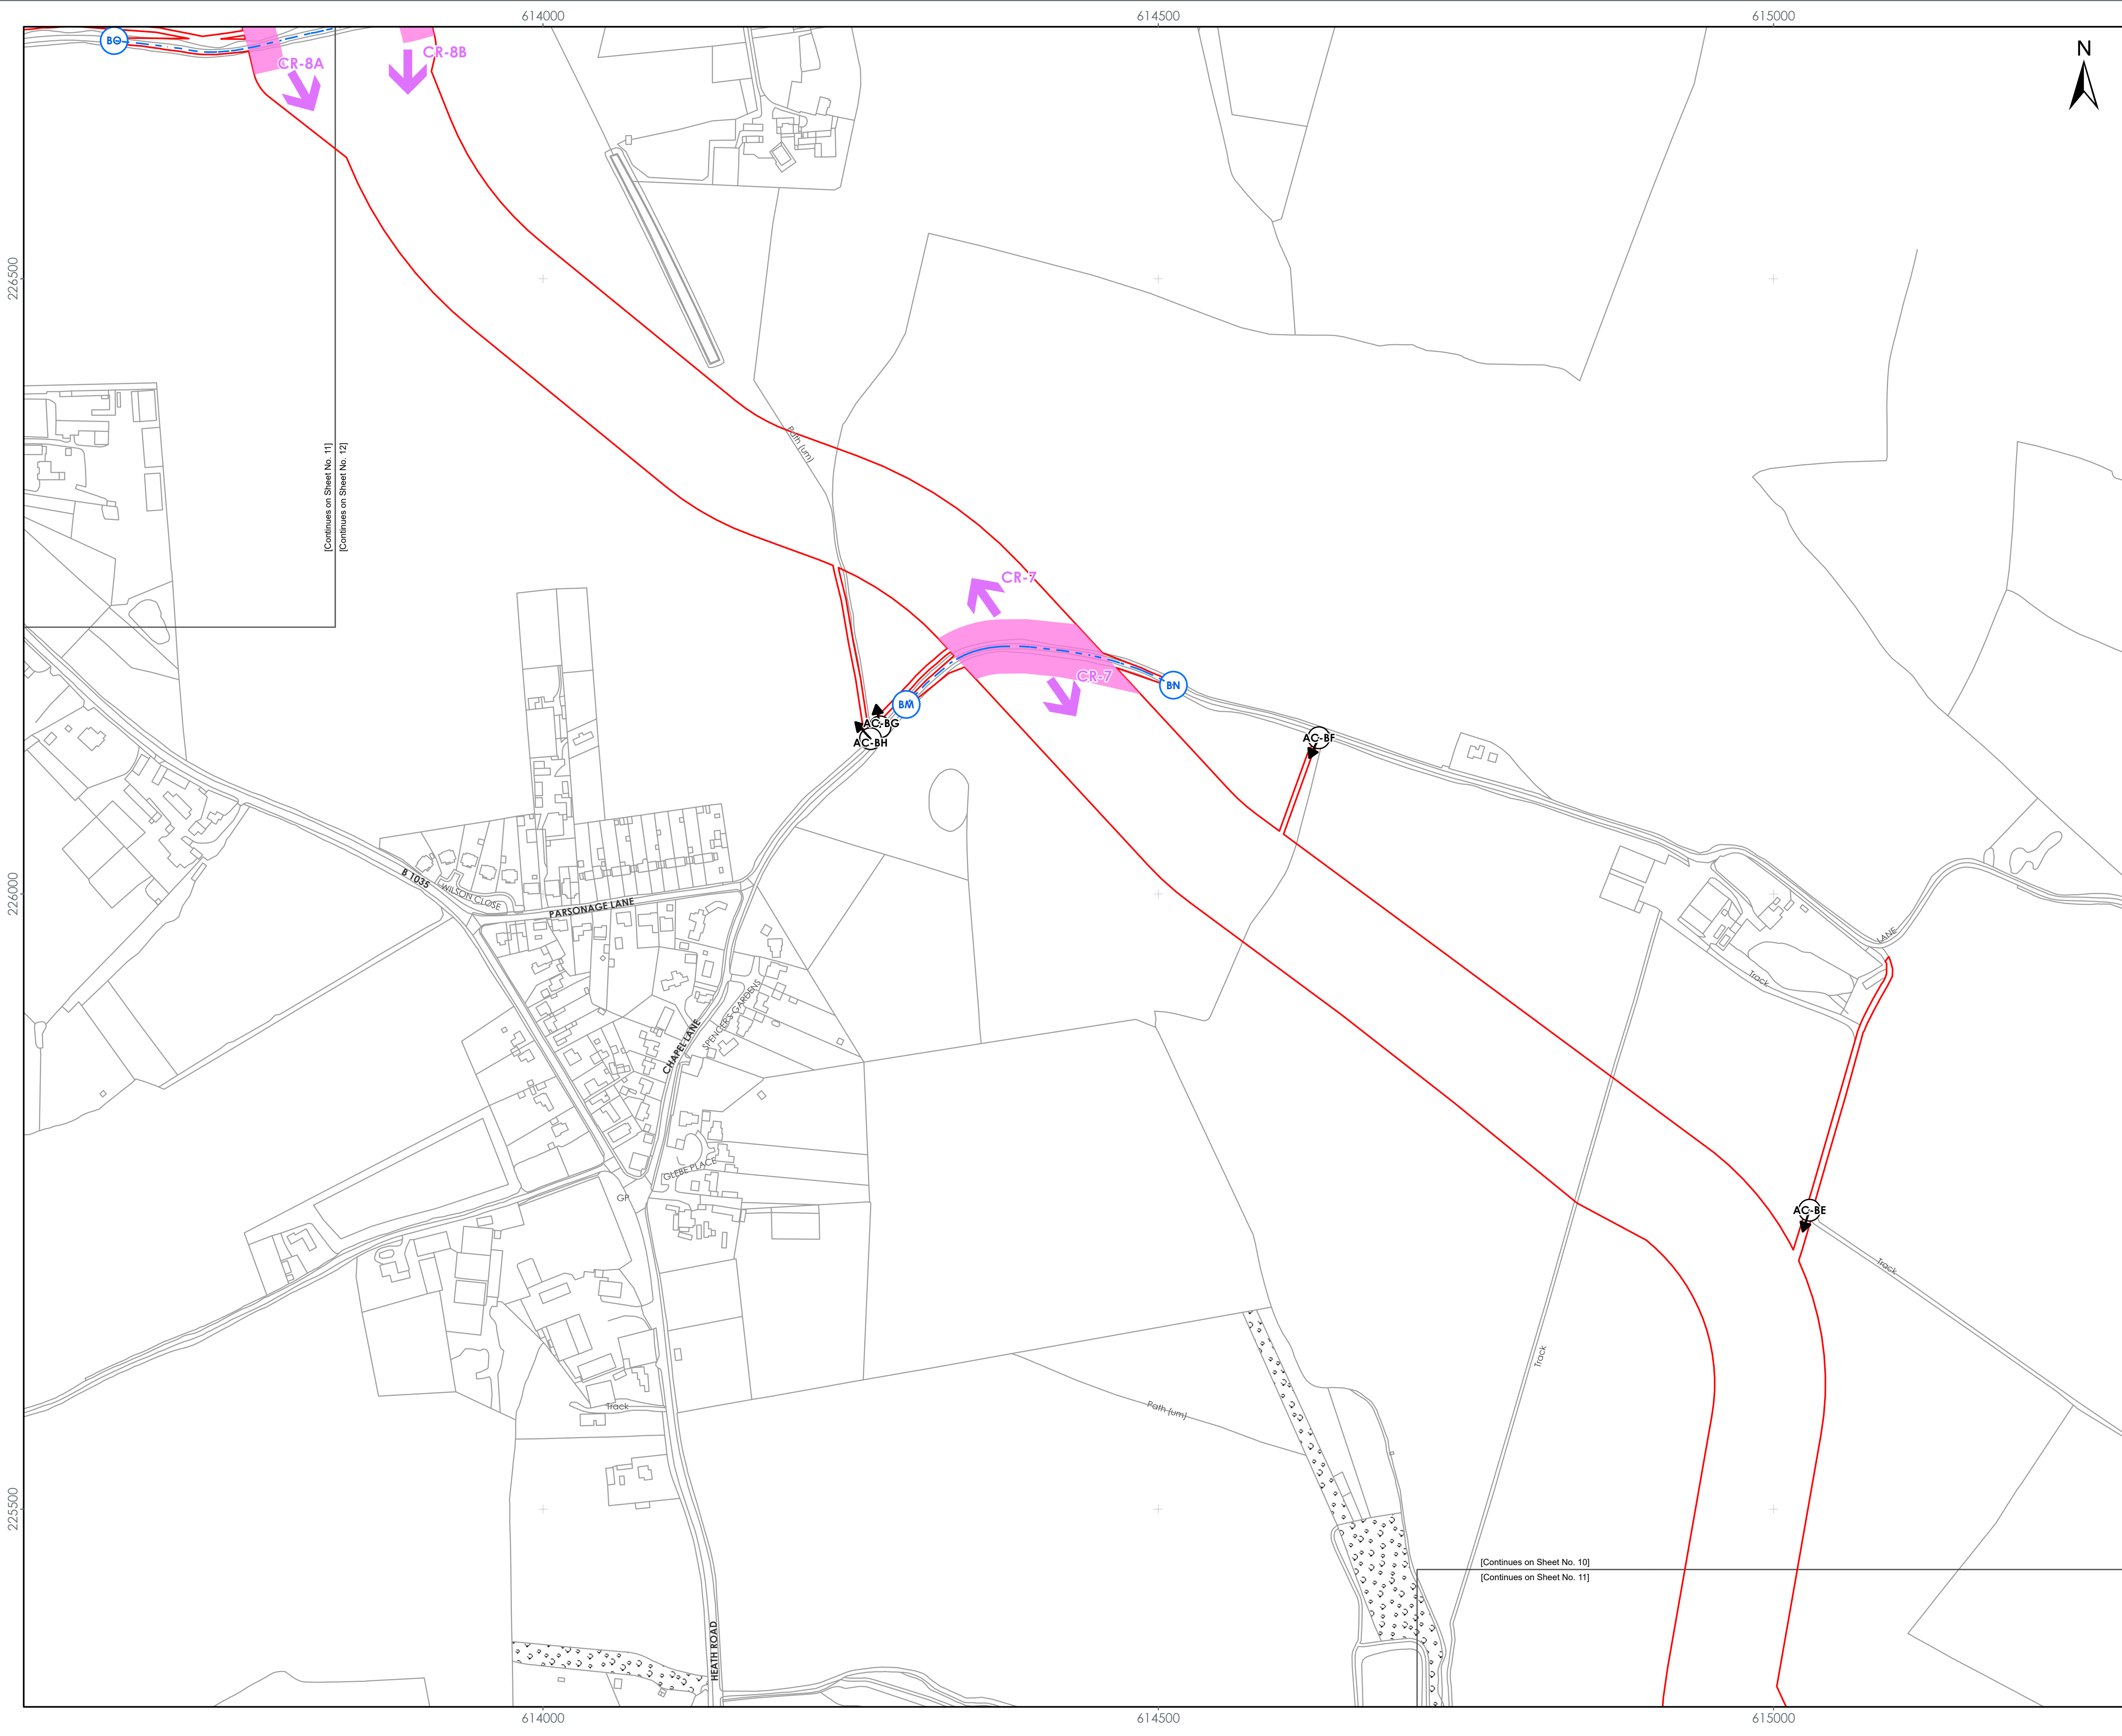 614000
614500
615000
N
BO
CR-8A
CR-8B
226500
Path (um)
[Continues on Sheet No. 11]
[Continues on Sheet No. 12]
CR-7
CR-7
BM
BN
AC-BG
AC-BH
AC-BF
226000
B 1035
WILSON CLOSE
PARSONAGE LANE
LANE
Track
SPENCER'S GARDENS
CHAPEL LANE
GLEBE PLACE
GP
AC-BE
Track
Track
Track
Path (um)
225500
[Continues on Sheet No. 10]
[Continues on Sheet No. 11]
HEATH ROAD
614000
614500
615000